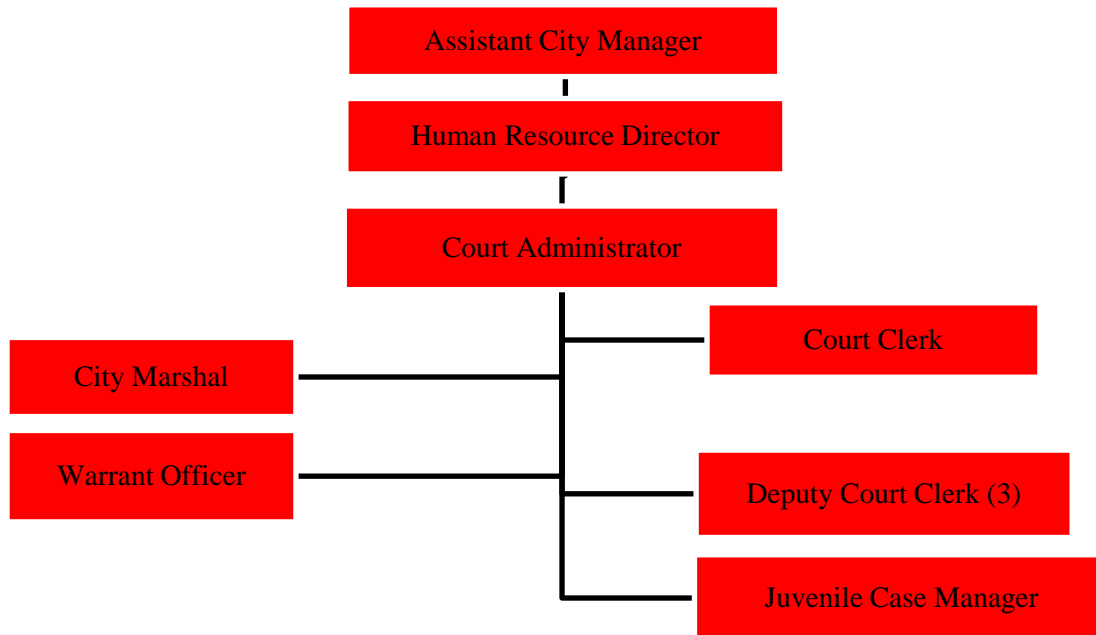 Assistant City Manager
Human Resource Director
Court Administrator
Court Clerk
City Marshal
Warrant Officer
Deputy Court Clerk (3)
Juvenile Case Manager